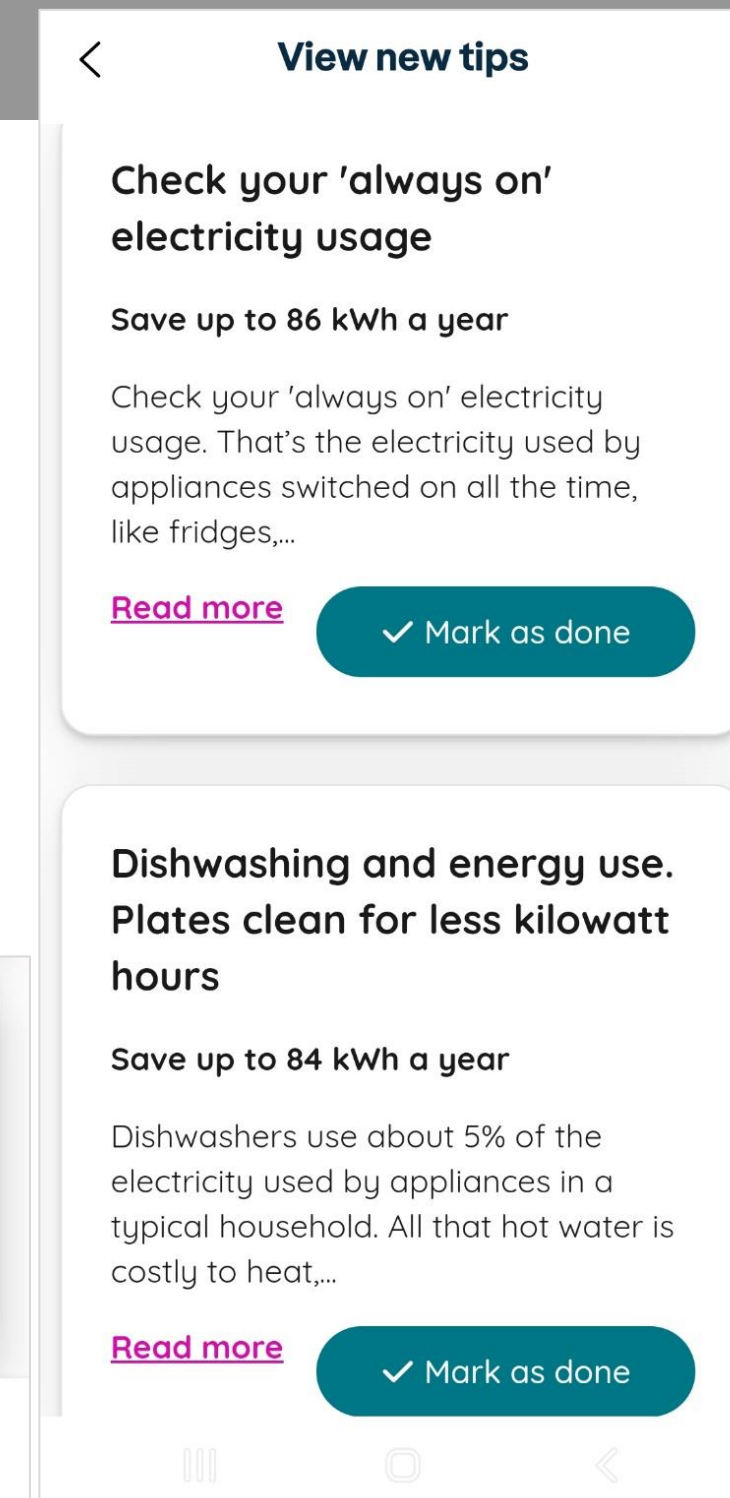 View new tips
Check your 'always on'
electricity usage
Save up to 86 kWh a year
Check your 'always on' electricity
usage. That’s the electricity used by
appliances switched on all the time,
like fridges,...
Read more
Mark as done
Dishwashing and energy use.
Plates clean for less kilowatt
hours
Save up to 84 kWh a year
Dishwashers use about 5% of the
electricity used by appliances in a
typical household. All that hot water is
costly to heat,...
Read more
Mark as done